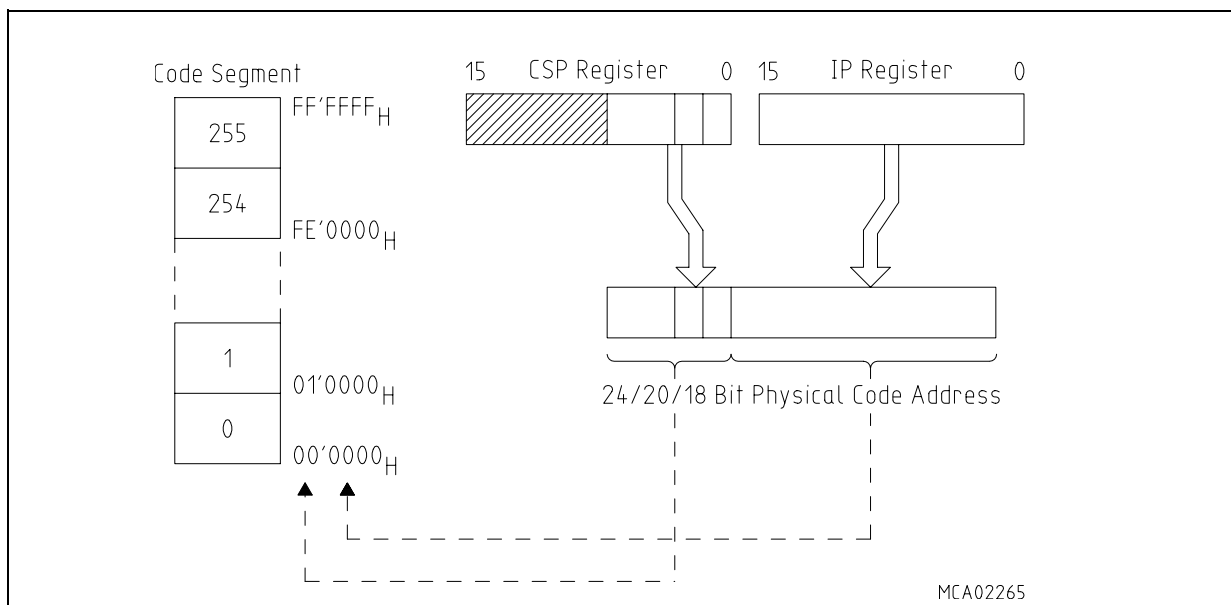 Code Segment
15 CSP Register 0
15 IP Register 0
255
FF'FFFFH
254
FE'0000H
1
01'0000H
0
00'0000H
24/20/18 Bit Physical Code Address
MCA02265